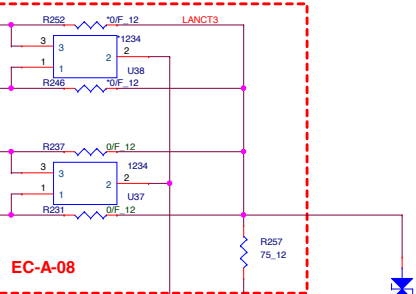 R252 *0/F_12 LANCT3
*1234
3 3
2 2
1 1
U38
R246 *0/F_12
R237 0/F_12
1234
3 3
2 2
1 1
U37
R231 0/F_12
R257
75_12
EC-A-08